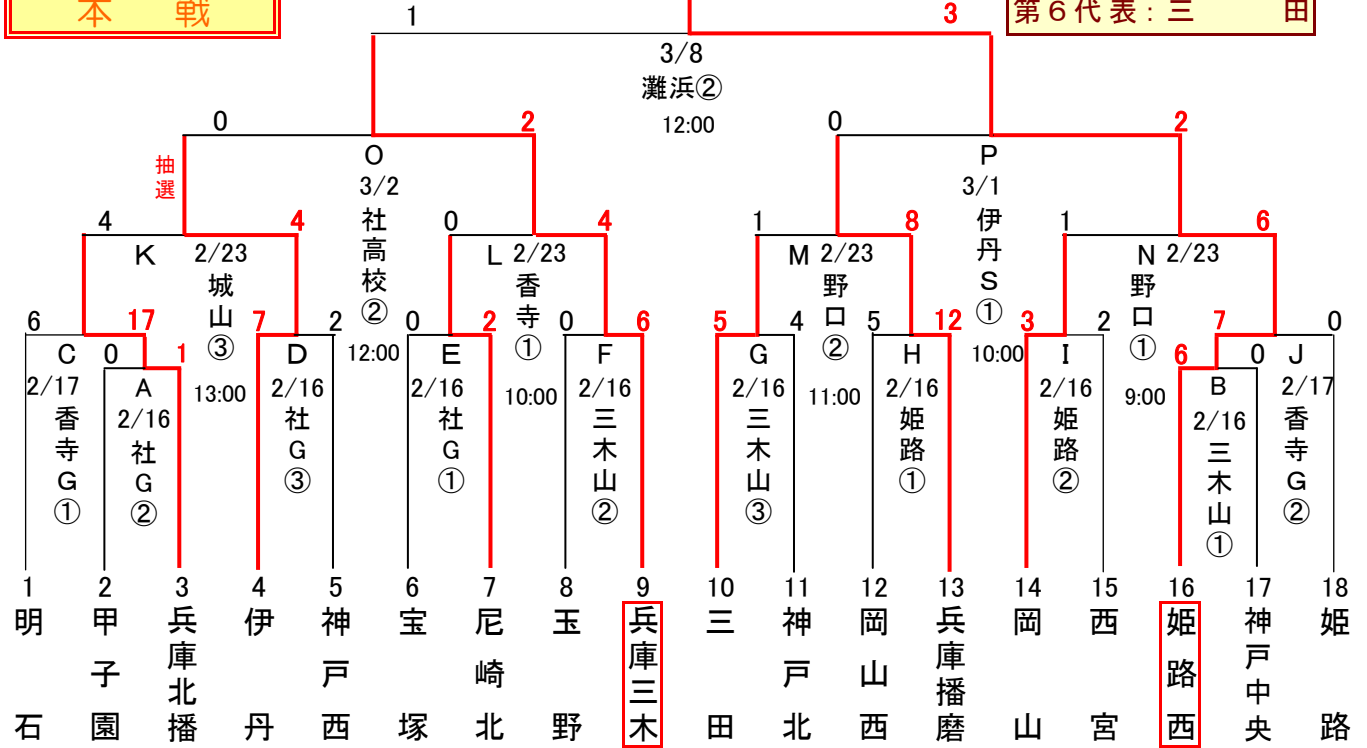 本 戦
1
3
第6代表：三 田
3/8
灘浜②
12:00
0
2
0
2
抽選
O
3/2
社高校②
12:00
P
3/1
伊丹S①
10:00
4
4
0
4
1
8
1
6
K
2/23
城山③
13:00
L
2/23
香寺①
10:00
M
2/23
野口②
11:00
N
2/23
野口①
9:00
6
17
7
2
0
2
0
6
5
4
5
12
3
2
7
0
C
2/17
香寺G①
0
1
A
2/16
社G②
D
2/16
社G③
E
2/16
社G①
F
2/16
三木山②
G
2/16
三木山③
H
2/16
姫路①
I
2/16
姫路②
6
0
B
2/16
三木山①
J
2/17
香寺G②
1
2
3
4
5
6
7
8
9
10
11
12
13
14
15
16
17
18
明石
甲子園
兵庫北播
伊丹
神戸西
宝塚
尼崎北
玉野
兵庫三木
三田
神戸北
岡山西
兵庫播磨
岡山
西宮
姫路西
神戸中央
姫路